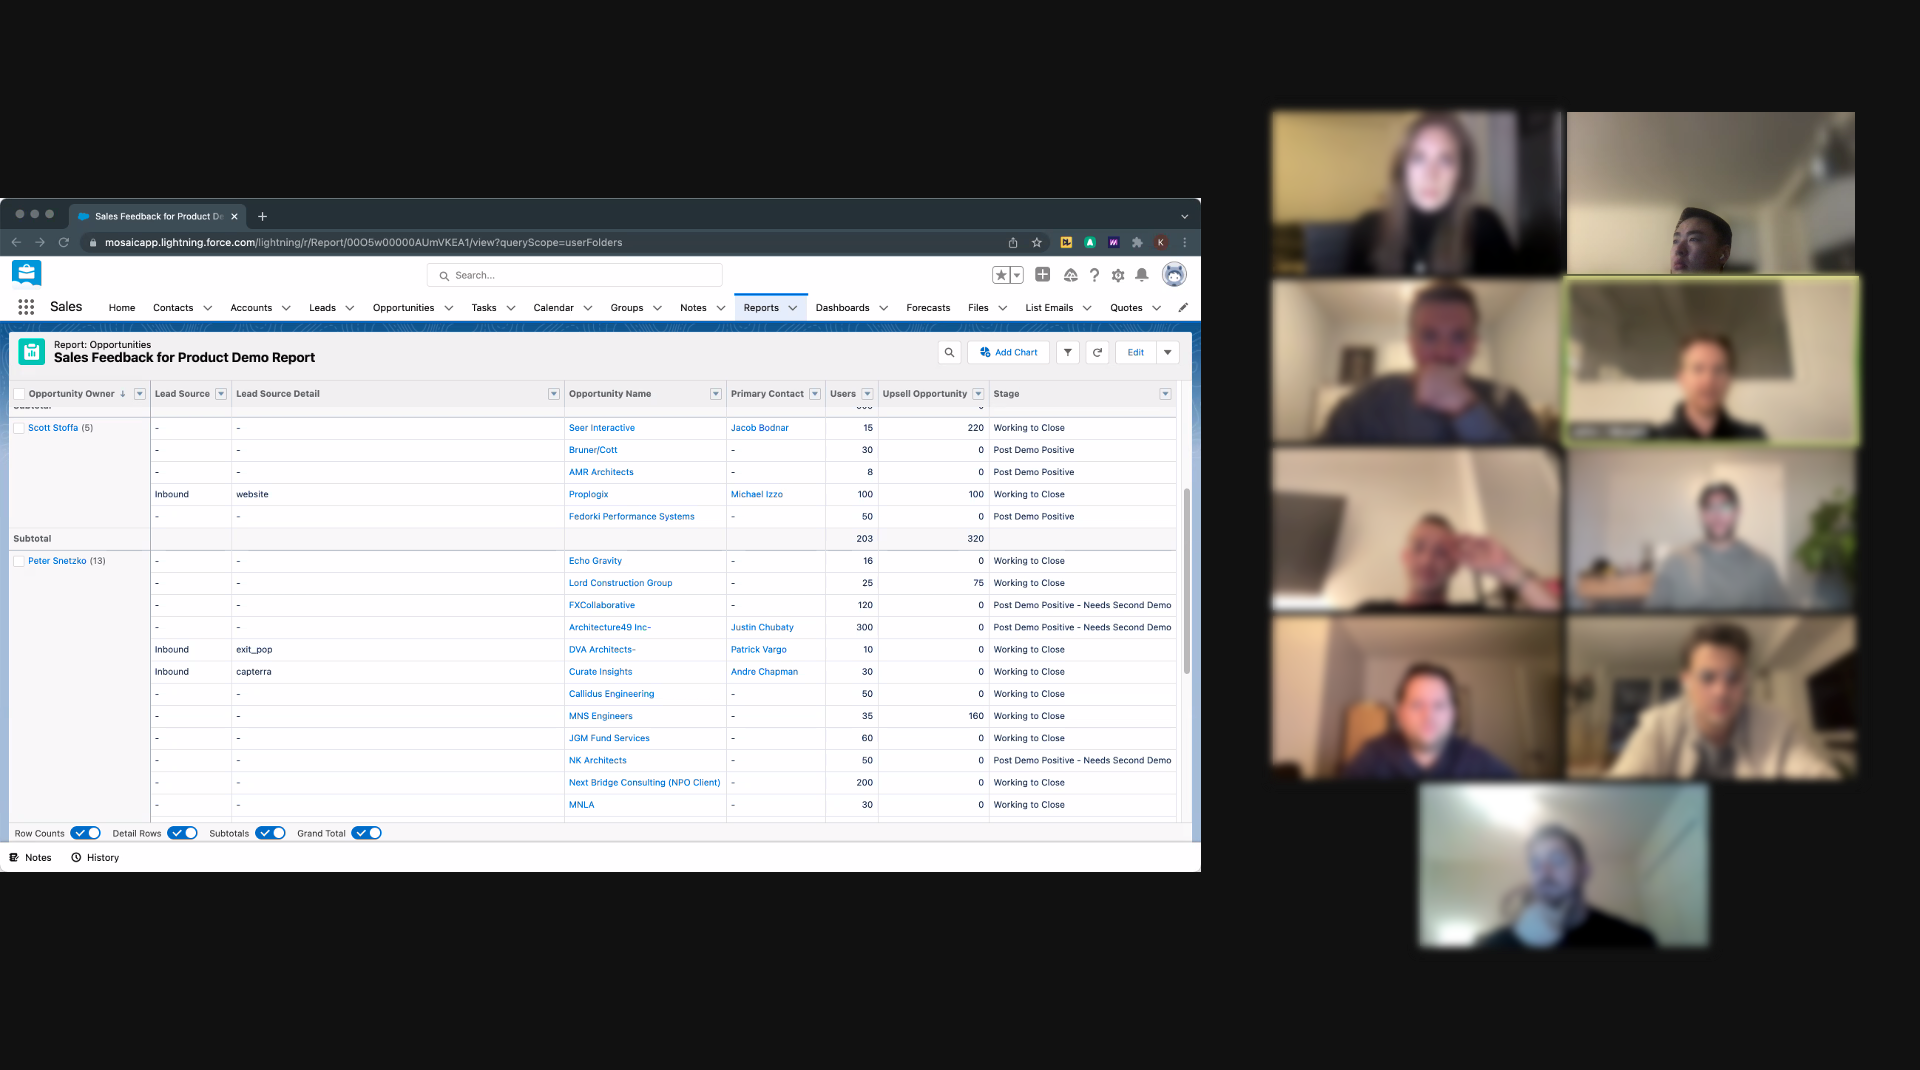 Sales Feedback for Product De
mosaicapp.lightning.force.com/lightning/r/Report/00O5w00000AUmVKEA1/view?queryScope=userFolders
K
Search...
Sales Home Contacts Accounts Leads Opportunities Tasks Calendar Groups Notes Reports Dashboards Forecasts Files List Emails Quotes
Report: Opportunities
Sales Feedback for Product Demo Report
Add Chart Edit
Opportunity Owner ↓ Lead Source Lead Source Detail Opportunity Name Primary Contact Users Upsell Opportunity Stage
Scott Stoffa (5) - - Seer Interactive Jacob Bodnar 15 220 Working to Close
- - Bruner/Cott - 30 0 Post Demo Positive
- - AMR Architects - 8 0 Post Demo Positive
Inbound website Proplogix Michael Izzo 100 100 Working to Close
- - Fedorki Performance Systems - 50 0 Post Demo Positive
Subtotal 203 320
Peter Snetzko (13) - - Echo Gravity - 16 0 Working to Close
- - Lord Construction Group - 25 75 Working to Close
- - FXCollaborative - 120 0 Post Demo Positive - Needs Second Demo
- - Architecture49 Inc- Justin Chubaty 300 0 Post Demo Positive - Needs Second Demo
Inbound exit_pop DVA Architects- Patrick Vargo 10 0 Working to Close
Inbound capterra Curate Insights Andre Chapman 30 0 Working to Close
- - Callidus Engineering - 50 0 Working to Close
- - MNS Engineers - 35 160 Working to Close
- - JGM Fund Services - 60 0 Working to Close
- - NK Architects - 50 0 Post Demo Positive - Needs Second Demo
- - Next Bridge Consulting (NPO Client) - 200 0 Working to Close
- - MNLA - 30 0 Working to Close
Row Counts Detail Rows Subtotals Grand Total
Notes History